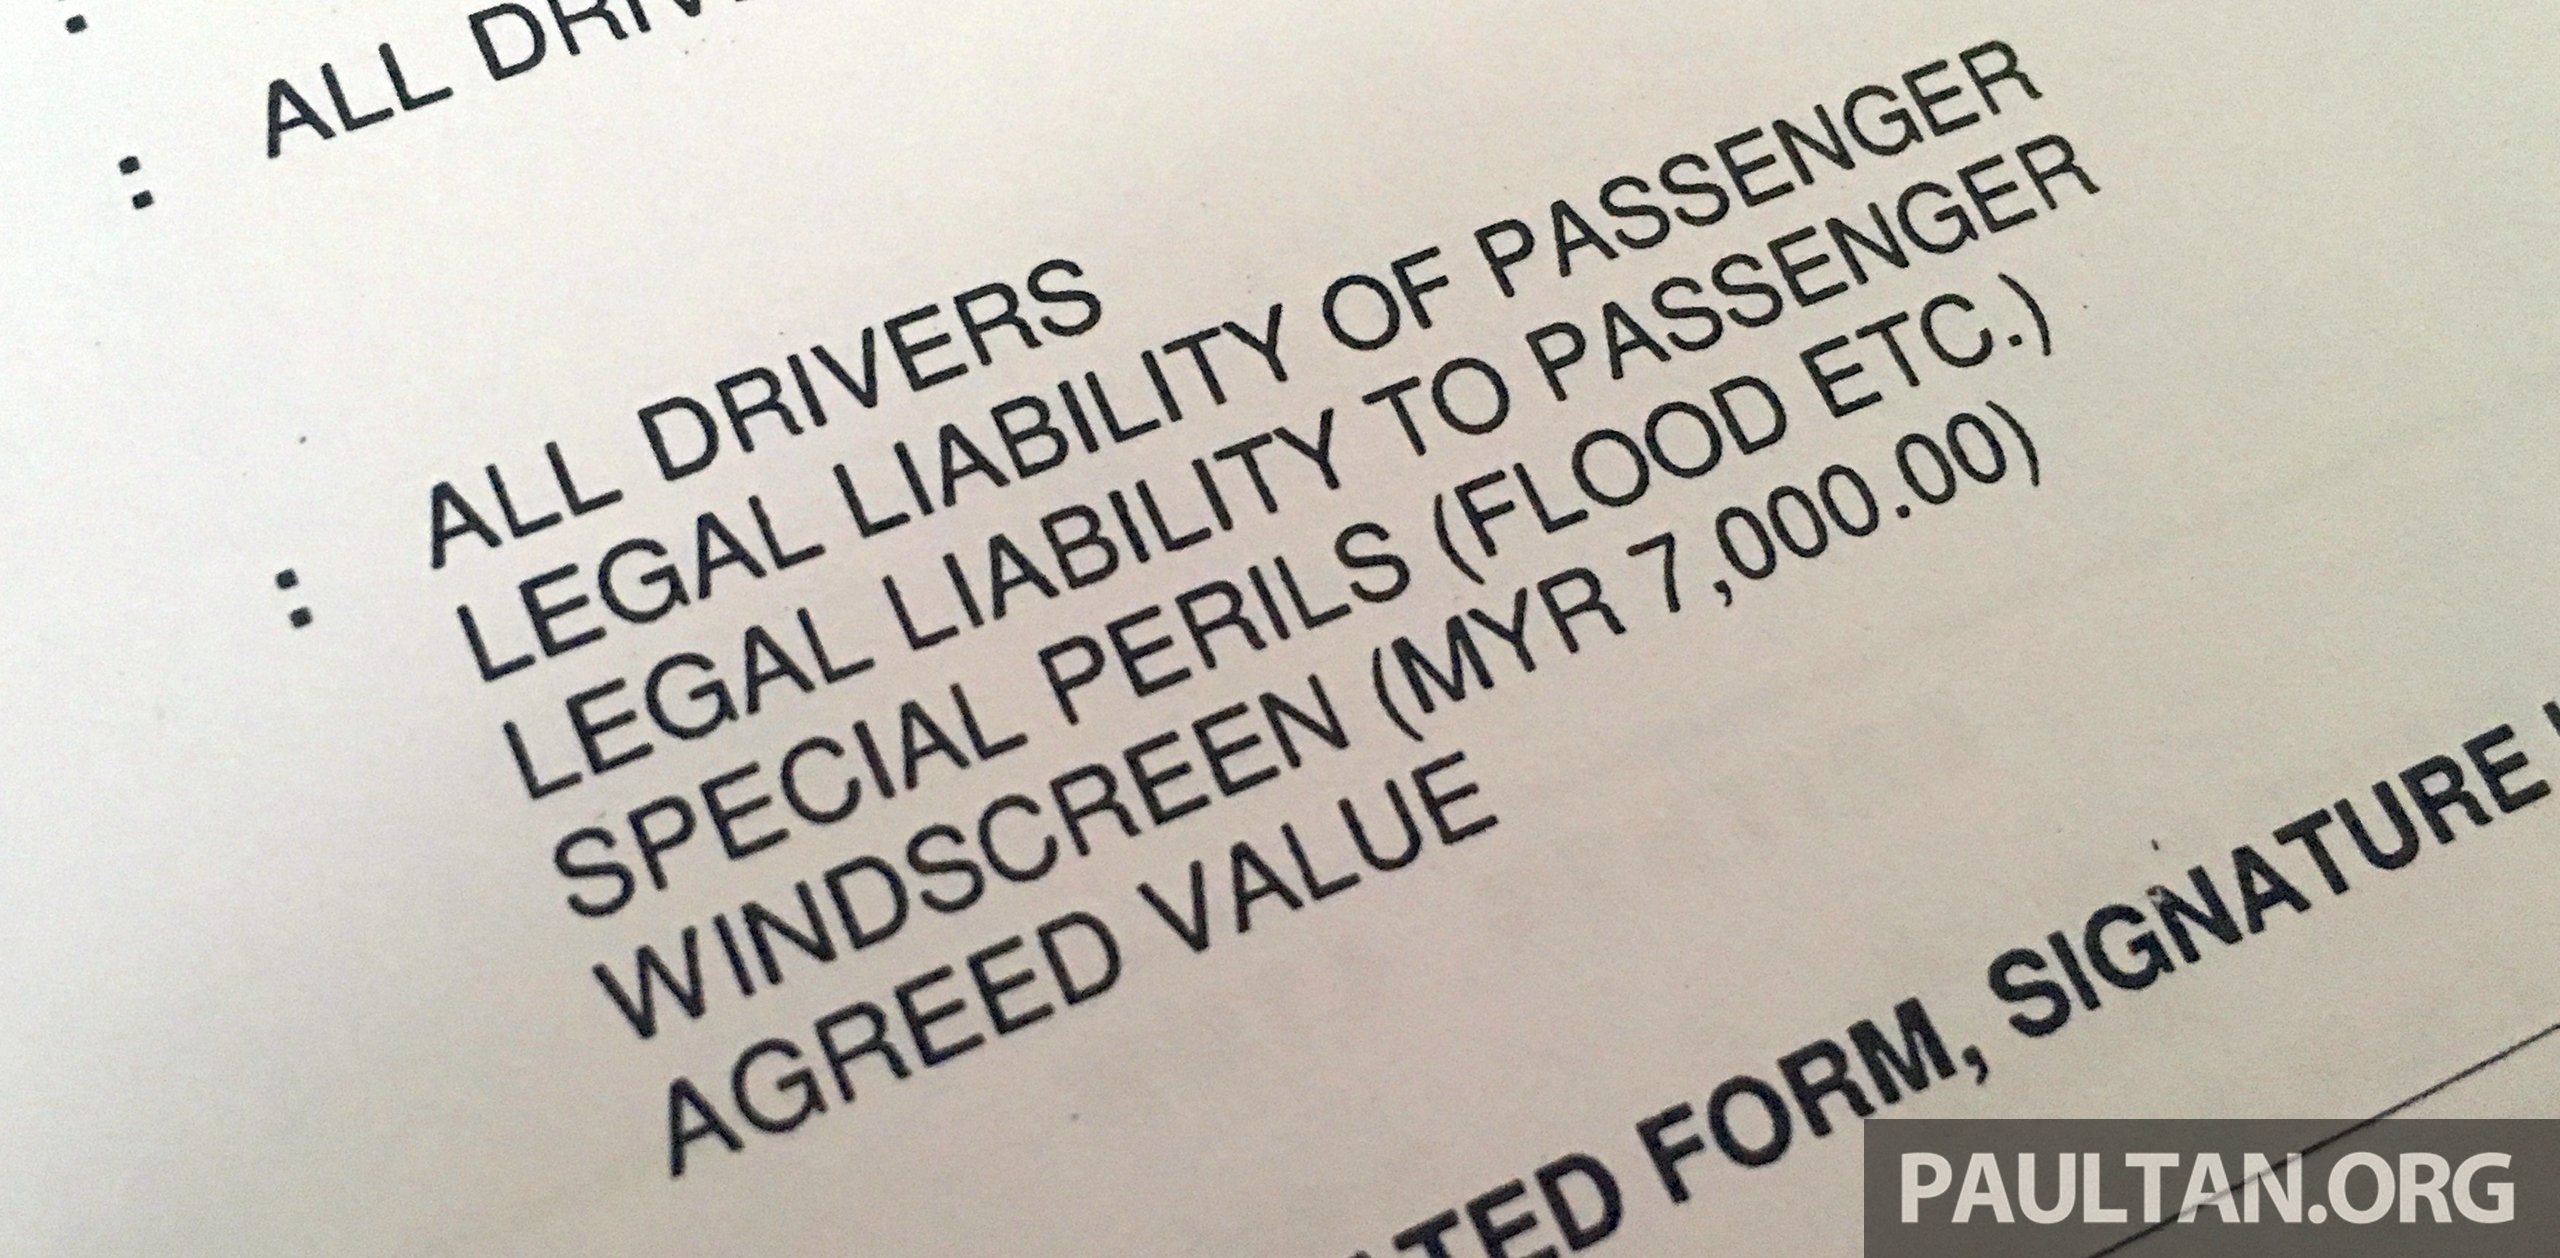 : ALL
: ALL DRIVERS
LEGAL LIABILITY OF PASSENGER
LEGAL LIABILITY TO PASSENGER
SPECIAL PERILS (FLOOD ETC.)
WINDSCREEN (MYR 7,000.00)
AGREED VALUE
FORM, SIGNATURE
PAULTAN.ORG